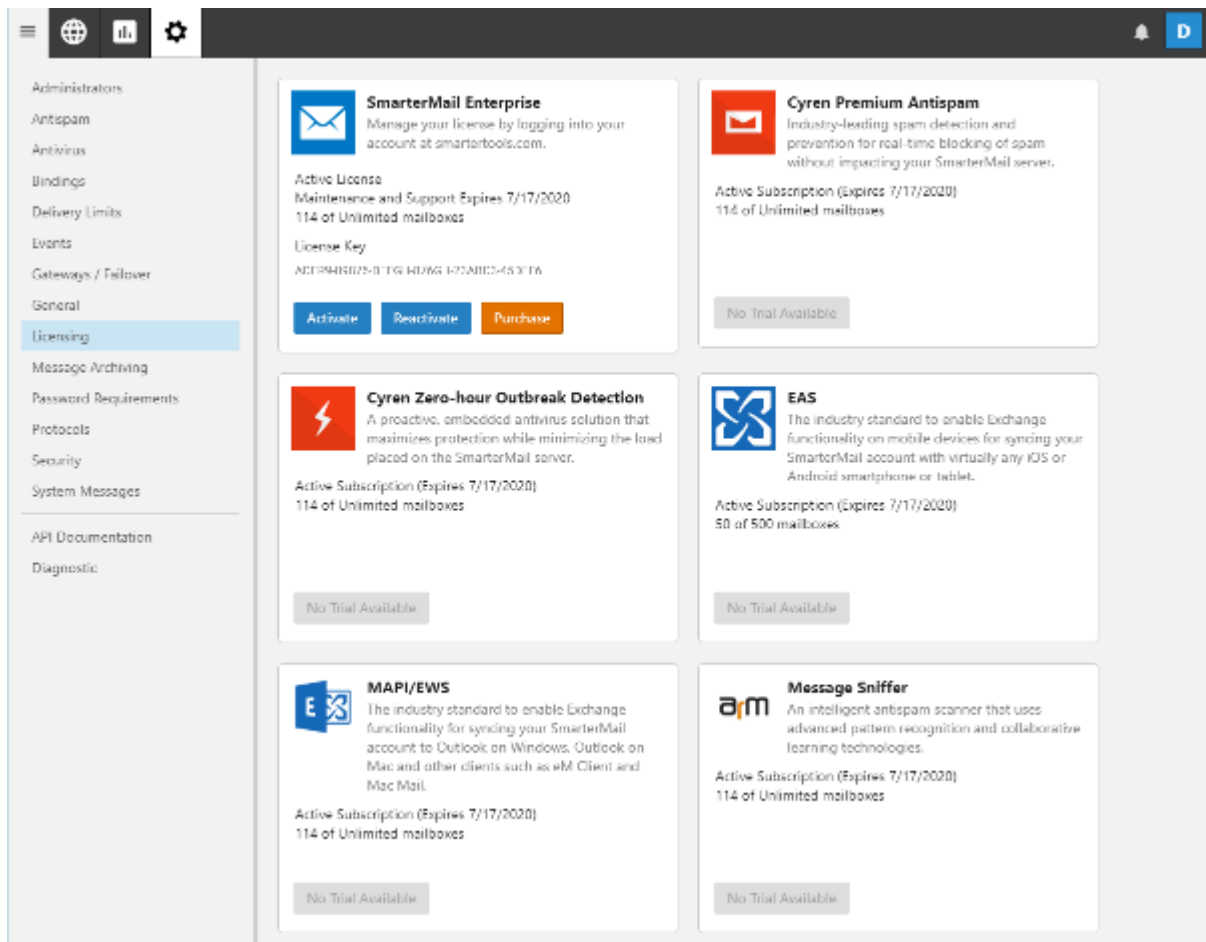 D
Administrators
Antispam
Antivirus
Bindings
Delivery Limits
Events
Gateways / Failover
General
Licensing
Message Archiving
Password Requirements
Protocols
Security
System Messages
API Documentation
Diagnostic
SmarterMail Enterprise
Manage your license by logging into your
account at smartertools.com.
Active License
Maintenance and Support Expires 7/17/2020
114 of Unlimited mailboxes
License Key
Activate
Reactivate
Purchase
Cyren Premium Antispam
Industry-leading spam detection and
prevention for real-time blocking of spam
without impacting your SmarterMail server.
Active Subscription (Expires 7/17/2020)
114 of Unlimited mailboxes
No Trial Available
Cyren Zero-hour Outbreak Detection
A proactive, embedded antivirus solution that
maximizes protection while minimizing the load
placed on the SmarterMail server.
Active Subscription (Expires 7/17/2020)
114 of Unlimited mailboxes
No Trial Available
EAS
The industry standard to enable Exchange
functionality on mobile devices for syncing your
SmarterMail account with virtually any iOS or
Android smartphone or tablet.
Active Subscription (Expires 7/17/2020)
50 of 500 mailboxes
No Trial Available
E
MAPI/EWS
The industry standard to enable Exchange
functionality for syncing your SmarterMail
account to Outlook on Windows, Outlook on
Mac and other clients such as eM Client and
Mac Mail.
Active Subscription (Expires 7/17/2020)
114 of Unlimited mailboxes
No Trial Available
arm
Message Sniffer
An intelligent antispam scanner that uses
advanced pattern recognition and collaborative
learning technologies.
Active Subscription (Expires 7/17/2020)
114 of Unlimited mailboxes
No Trial Available